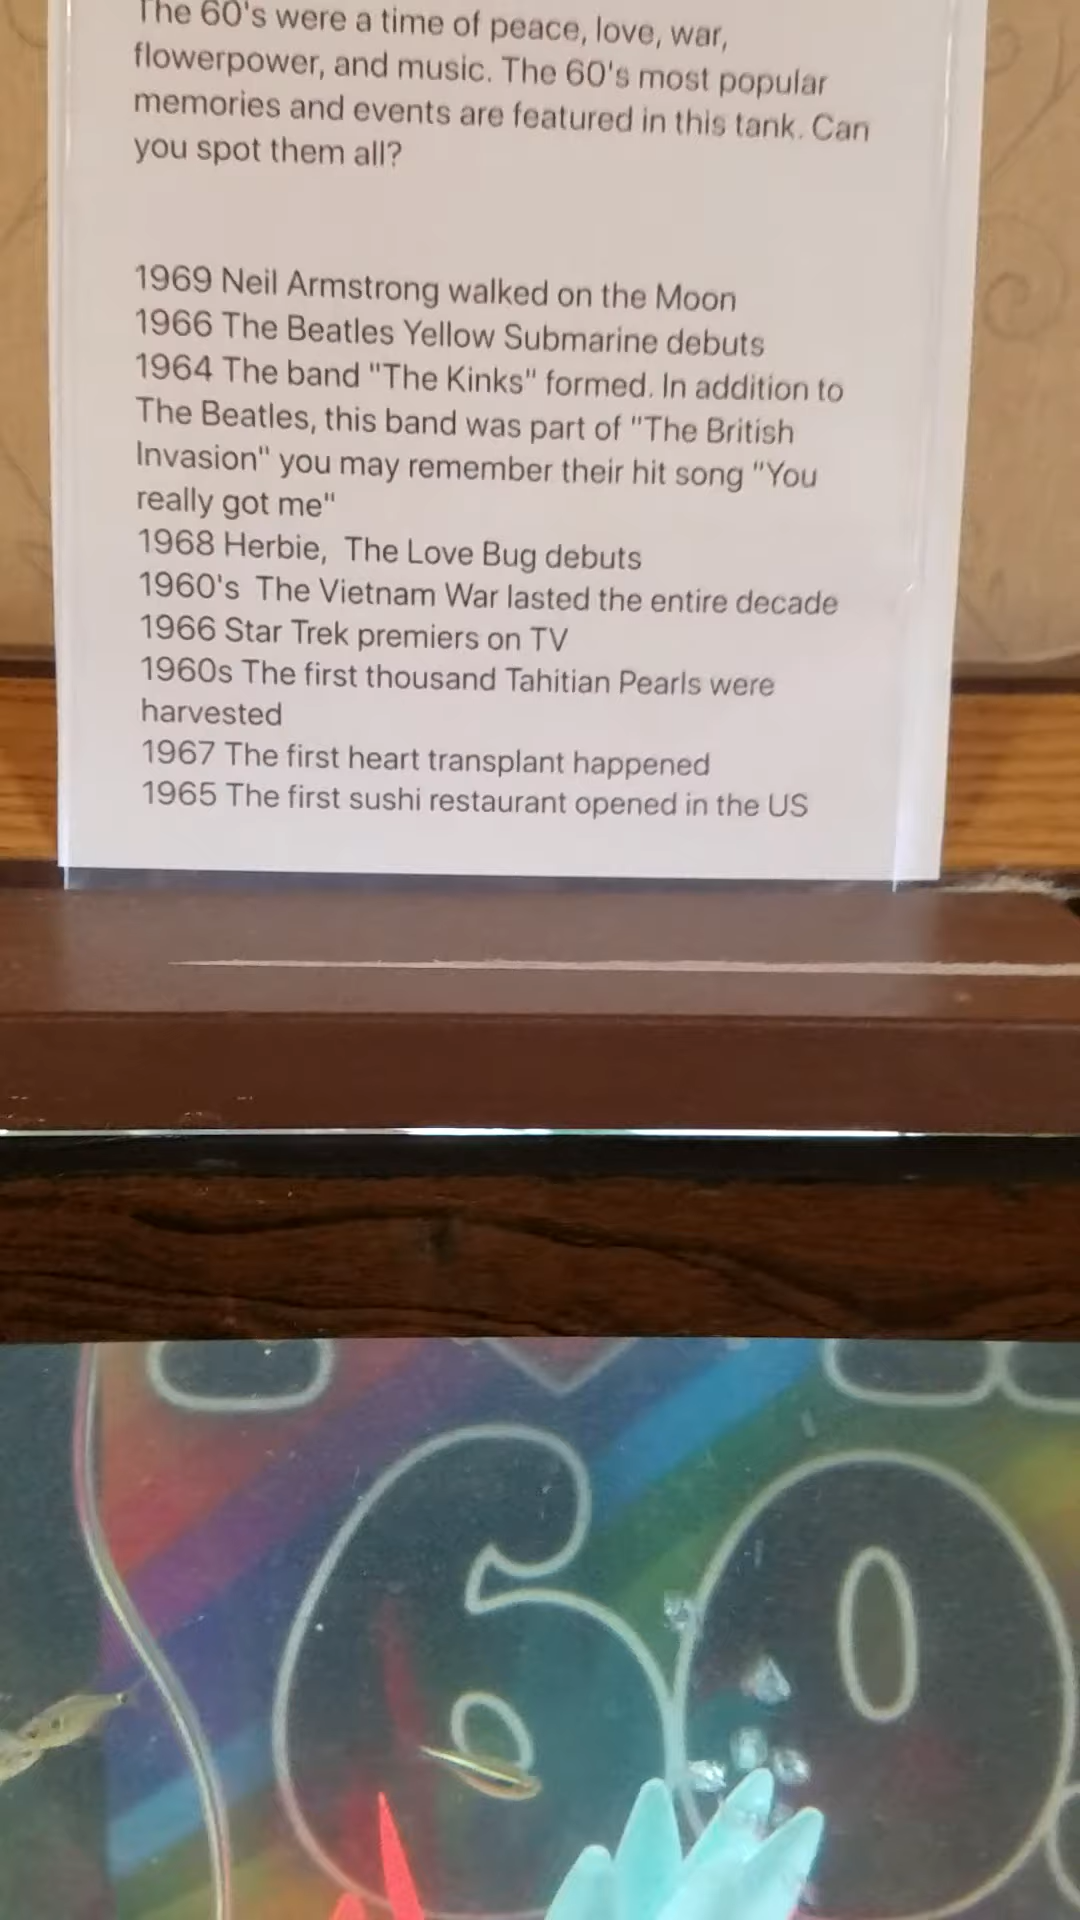 The 60's were a time of peace, love, war,
flowerpower, and music. The 60's most popular
memories and events are featured in this tank. Can
you spot them all?
1969 Neil Armstrong walked on the Moon
1966 The Beatles Yellow Submarine debuts
1964 The band "The Kinks" formed. In addition to
The Beatles, this band was part of "The British
Invasion" you may remember their hit song "You
really got me"
1968 Herbie,  The Love Bug debuts
1960's  The Vietnam War lasted the entire decade
1966 Star Trek premiers on TV
1960s The first thousand Tahitian Pearls were
harvested
1967 The first heart transplant happened
1965 The first sushi restaurant opened in the US
60